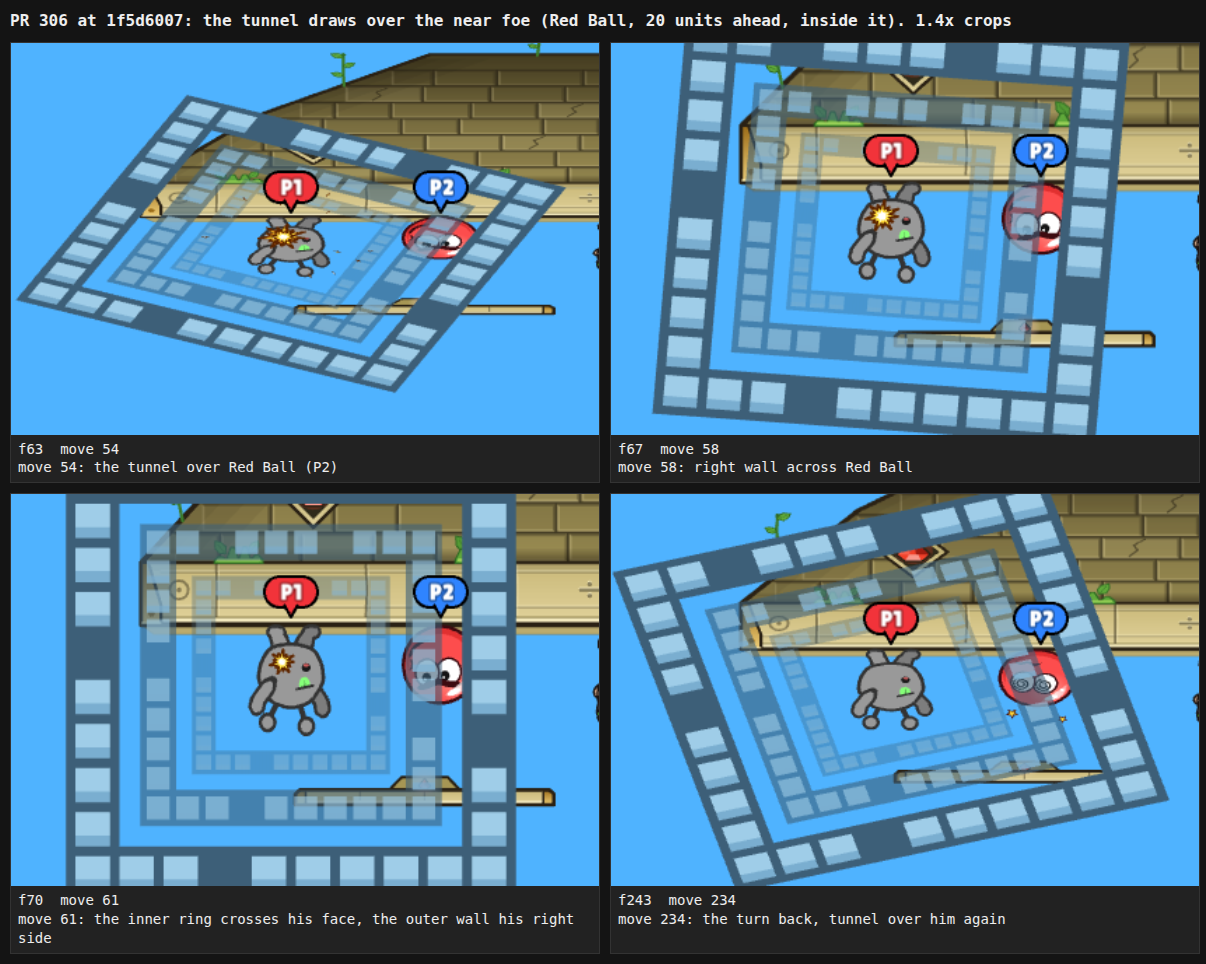 PR 306 at 1f5d6007: the tunnel draws over the near foe (Red Ball, 20 units ahead, inside it). 1.4x crops
P1
P2
P1
P2
f63  move 54
move 54: the tunnel over Red Ball (P2)
f67  move 58
move 58: right wall across Red Ball
P1
P2
P1
P2
f70  move 61
move 61: the inner ring crosses his face, the outer wall his right
side
f243  move 234
move 234: the turn back, tunnel over him again